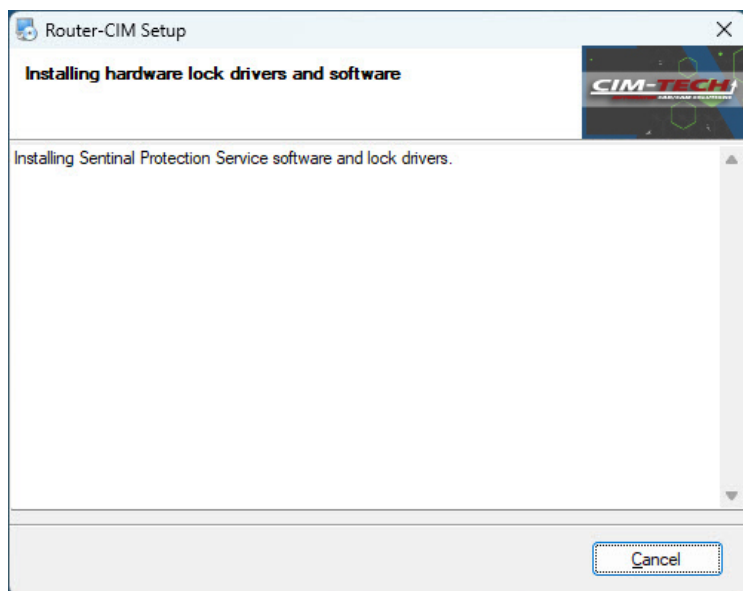 Router-CIM Setup
Installing hardware lock drivers and software
CIM-TECH
Installing Sentinal Protection Service software and lock drivers.
Cancel